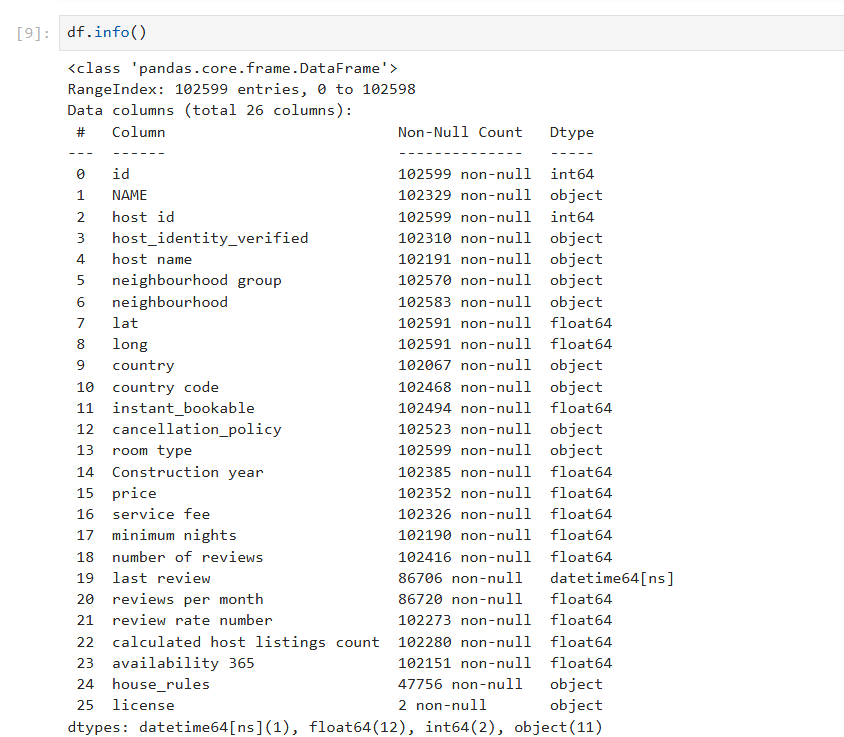 [9]: df.info()
<class 'pandas.core.frame.DataFrame'>
RangeIndex: 102599 entries, 0 to 102598
Data columns (total 26 columns):
 #   Column                          Non-Null Count   Dtype
---  ------                          --------------   -----
 0   id                              102599 non-null  int64
 1   NAME                            102329 non-null  object
 2   host id                         102599 non-null  int64
 3   host_identity_verified          102310 non-null  object
 4   host name                       102191 non-null  object
 5   neighbourhood group             102570 non-null  object
 6   neighbourhood                   102583 non-null  object
 7   lat                             102591 non-null  float64
 8   long                            102591 non-null  float64
 9   country                         102067 non-null  object
 10  country code                    102468 non-null  object
 11  instant_bookable                102494 non-null  float64
 12  cancellation_policy             102523 non-null  object
 13  room type                       102599 non-null  object
 14  Construction year               102385 non-null  float64
 15  price                           102352 non-null  float64
 16  service fee                     102326 non-null  float64
 17  minimum nights                  102190 non-null  float64
 18  number of reviews               102416 non-null  float64
 19  last review                     86706 non-null   datetime64[ns]
 20  reviews per month               86720 non-null   float64
 21  review rate number              102273 non-null  float64
 22  calculated host listings count  102280 non-null  float64
 23  availability 365                102151 non-null  float64
 24  house_rules                     47756 non-null   object
 25  license                         2 non-null       object
dtypes: datetime64[ns](1), float64(12), int64(2), object(11)